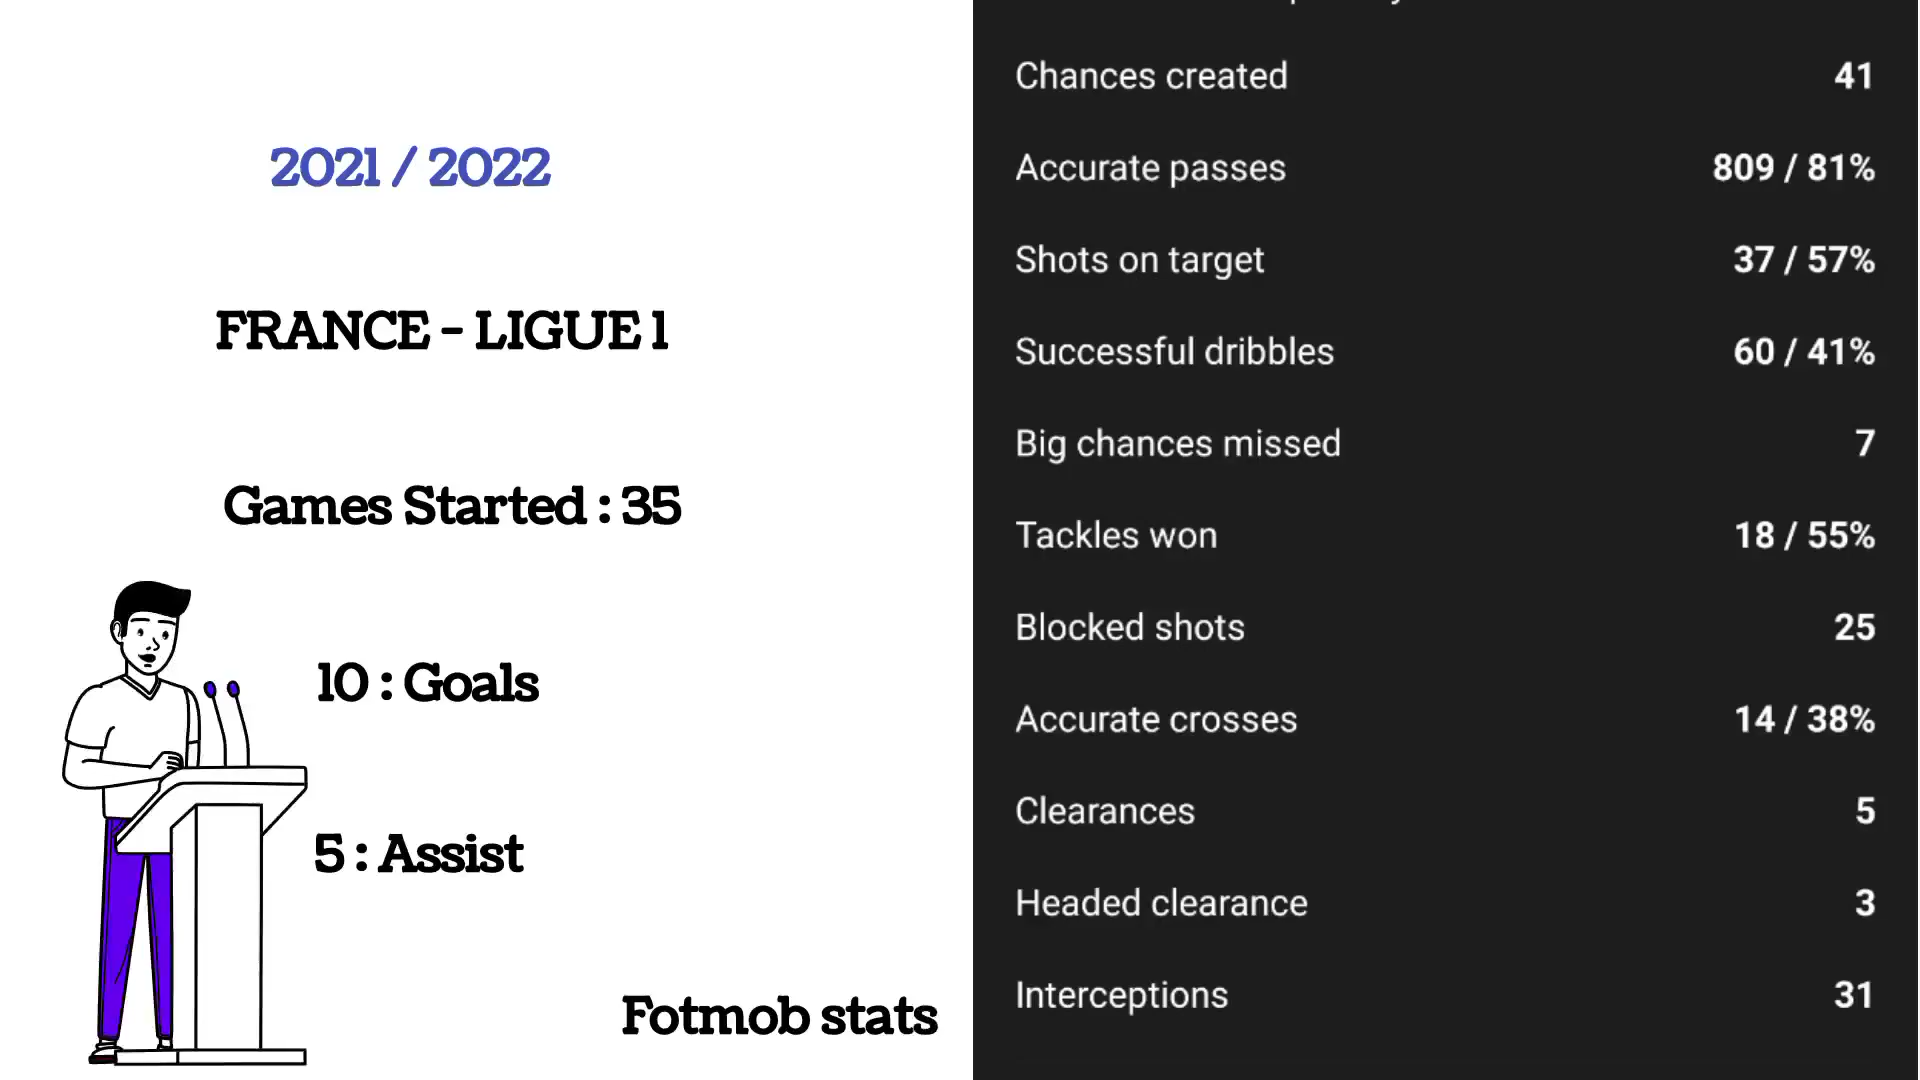 2021 / 2022
FRANCE - LIGUE 1
Games Started : 35
10 : Goals
5 : Assist
Fotmob stats
Chances created 41
Accurate passes 809 / 81%
Shots on target 37 / 57%
Successful dribbles 60 / 41%
Big chances missed 7
Tackles won 18 / 55%
Blocked shots 25
Accurate crosses 14 / 38%
Clearances 5
Headed clearance 3
Interceptions 31